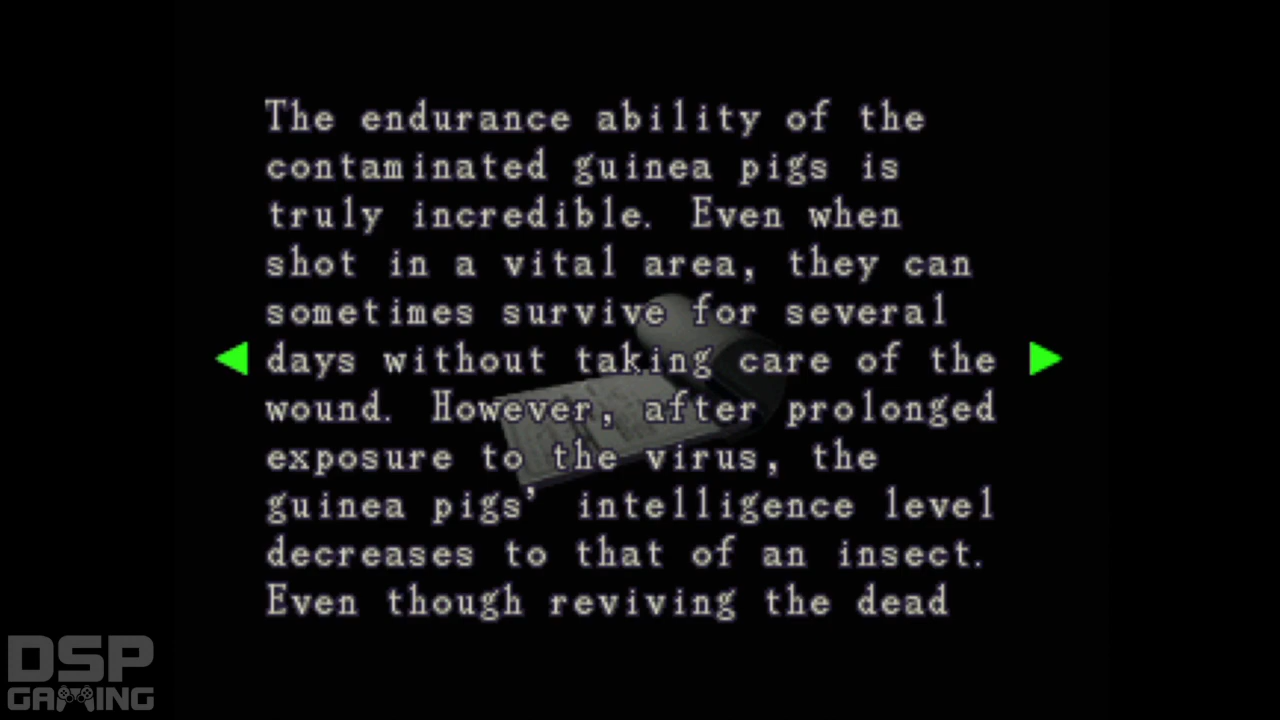 The endurance ability of the
contaminated guinea pigs is
truly incredible. Even when
shot in a vital area, they can
sometimes survive for several
days without taking care of the
wound. However, after prolonged
exposure to the virus, the
guinea pigs' intelligence level
decreases to that of an insect.
Even though reviving the dead
DSP
GAMING